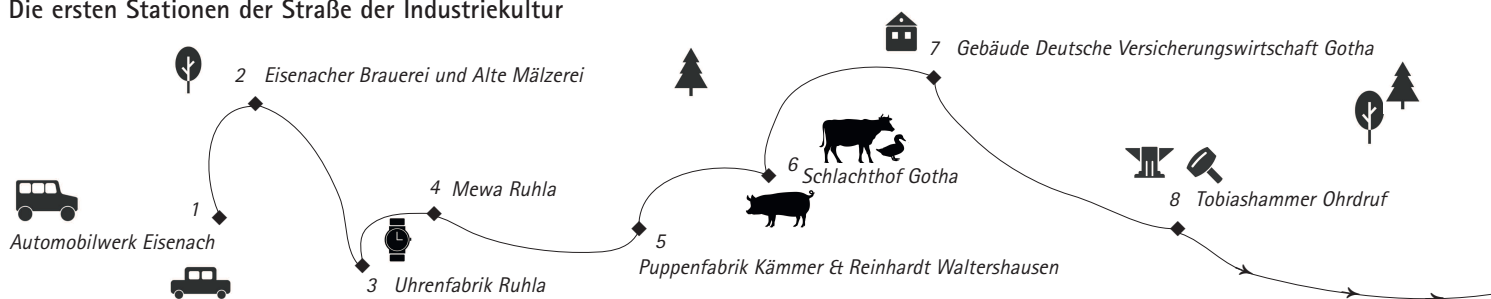 Die ersten Stationen der Straße der Industriekultur
1
Automobilwerk Eisenach
2 Eisenacher Brauerei und Alte Mälzerei
3 Uhrenfabrik Ruhla
4 Mewa Ruhla
5
Puppenfabrik Kämmer & Reinhardt Waltershausen
6
Schlachthof Gotha
7 Gebäude Deutsche Versicherungswirtschaft Gotha
8 Tobiashammer Ohrdruf